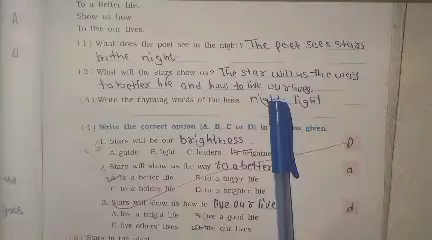 To a better life.
Show us how
To live our lives.
A
B
(1) What does the poet see in the night? The poet sees stars
in the night
(2) What will the stars show us? The star will us the way
to better life and how to live our lives
(3) Write the rhyming words of the lines night light
(4) Write the correct option (A, B, C or D) in given.
1. Stars will be our brightness.
A. guide B. light C. leaders D. brightness
D
2. Stars will show us the way to a better
A. to a better life B. to a bigger life
a
C. to a bolder life D. to a brighter life
the
3. Stars will show us how to live our live
A. live a bright life B. live a good life
d
C. live others' lives our lives